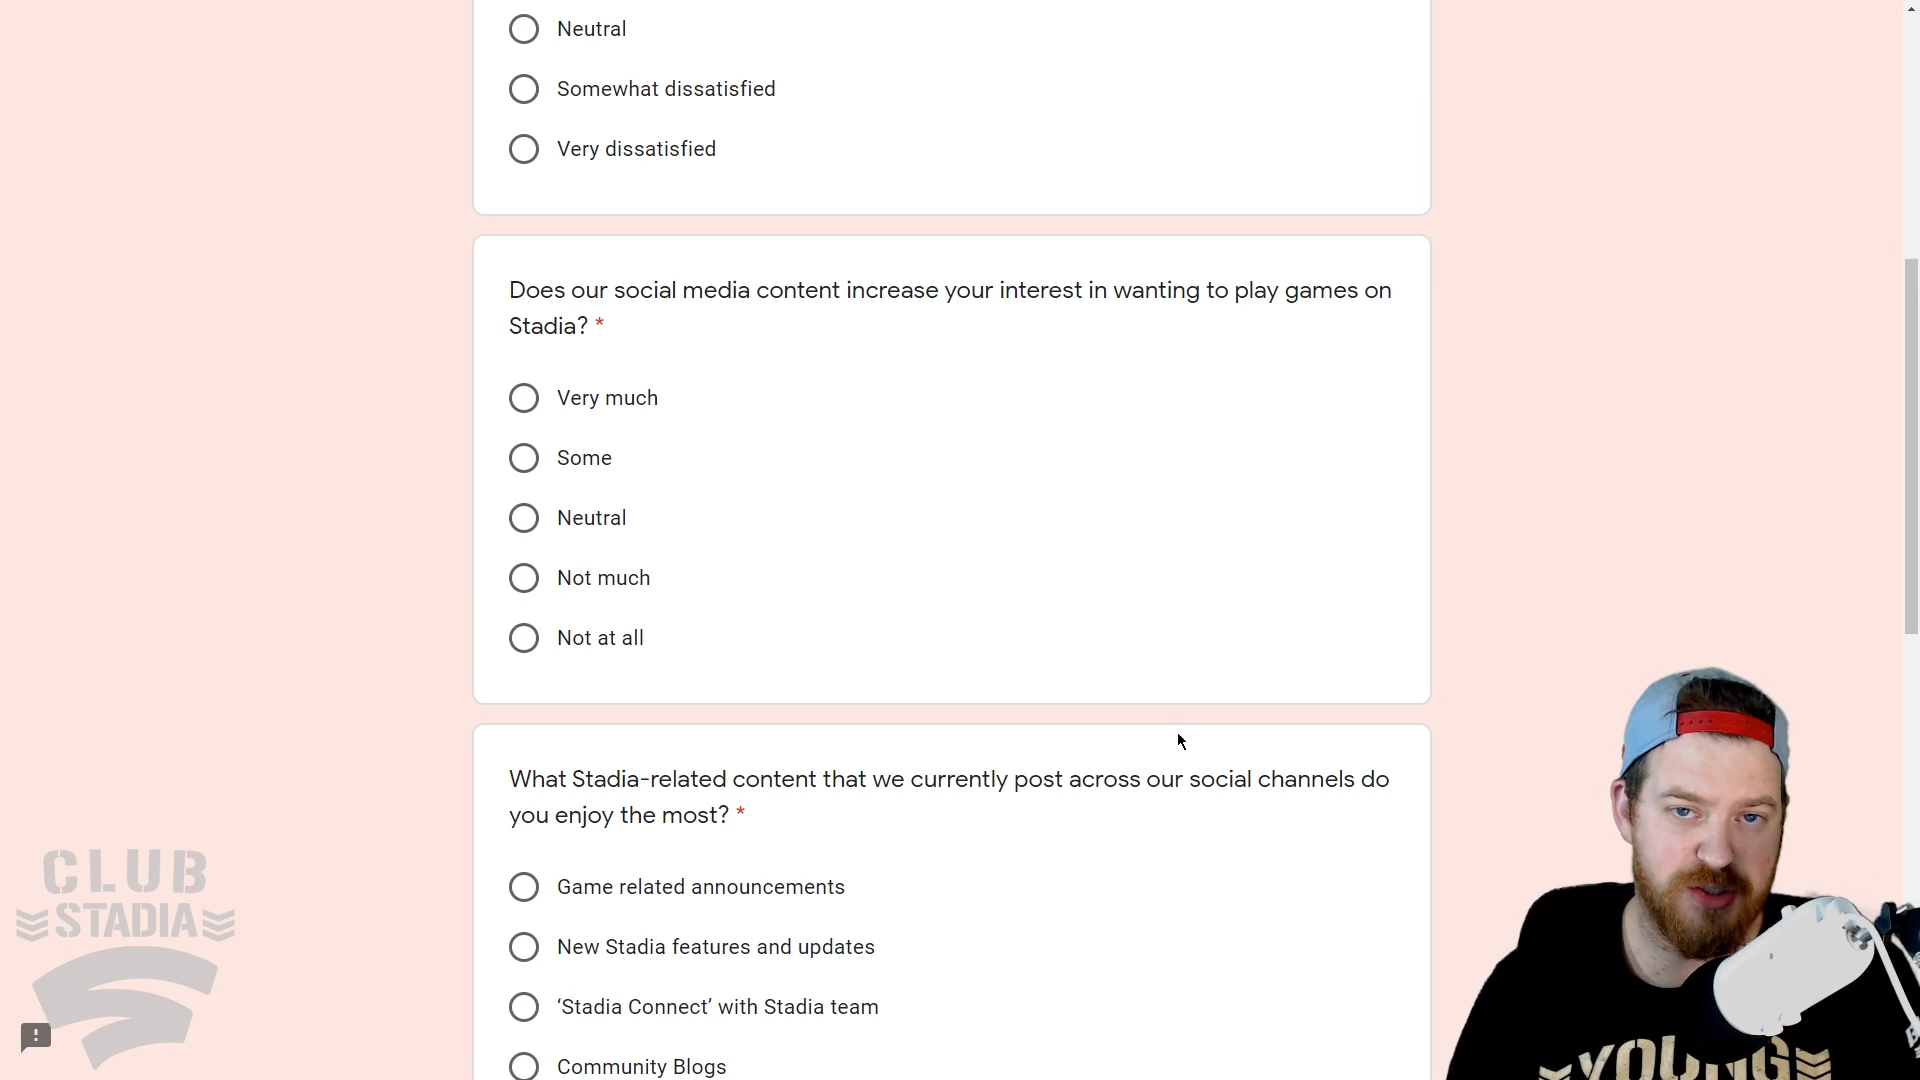 Neutral
Somewhat dissatisfied
Very dissatisfied
Does our social media content increase your interest in wanting to play games on
Stadia? *
Very much
Some
Neutral
Not much
Not at all
What Stadia-related content that we currently post across our social channels do
you enjoy the most? *
Game related announcements
New Stadia features and updates
‘Stadia Connect’ with Stadia team
Community Blogs
CLUB
STADIA
YOUNG